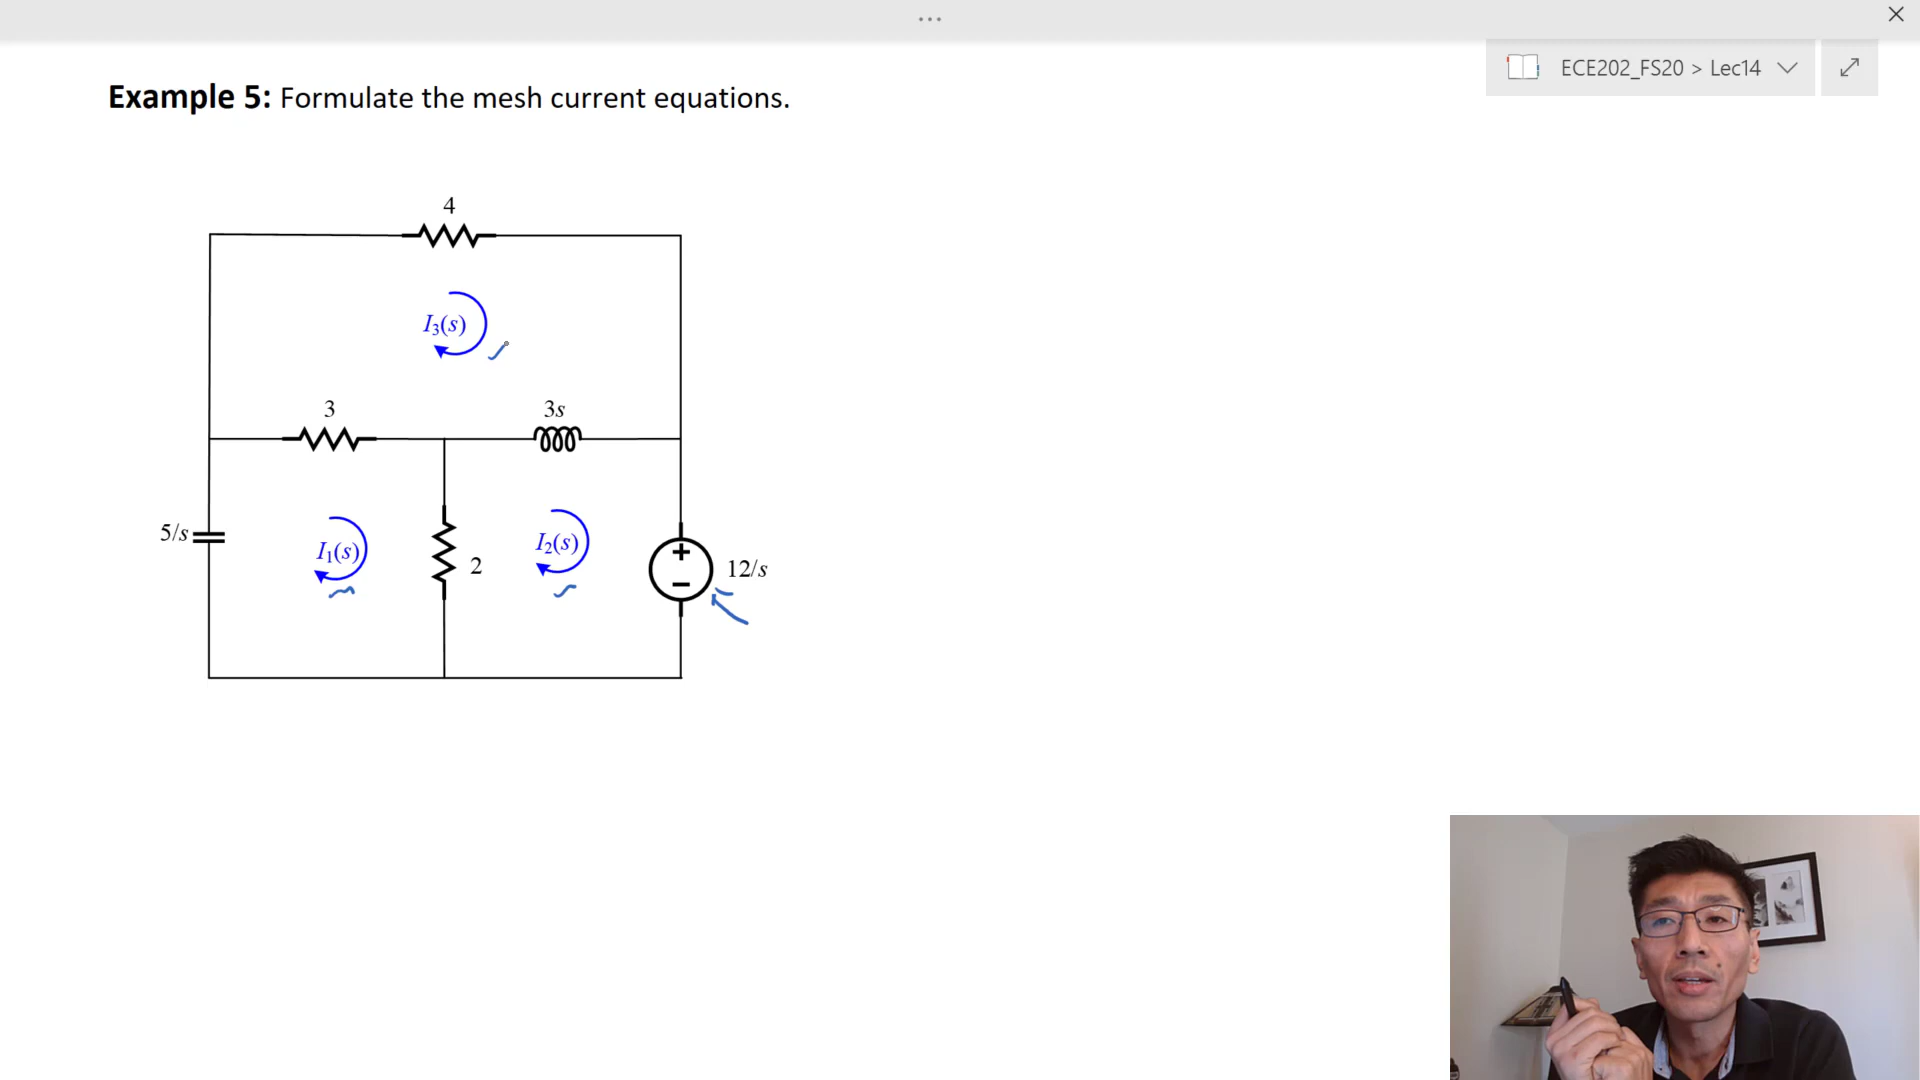 ECE202_FS20 > Lec14
Example 5: Formulate the mesh current equations.
4
I₃(s)
3
3s
5/s
I₁(s)
2
I₂(s)
+
−
12/s